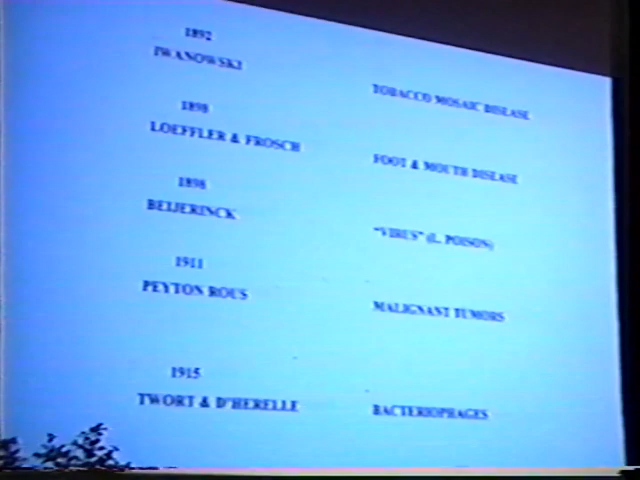 1892
IWANOWSKI
TOBACCO MOSAIC DISEASE
1898
LOEFFLER & FROSCH
FOOT & MOUTH DISEASE
1898
BEIJERINCK
"VIRUS" (L. POISON)
1911
PEYTON ROUS
MALIGNANT TUMORS
1915
TWORT & D'HERELLE
BACTERIOPHAGES